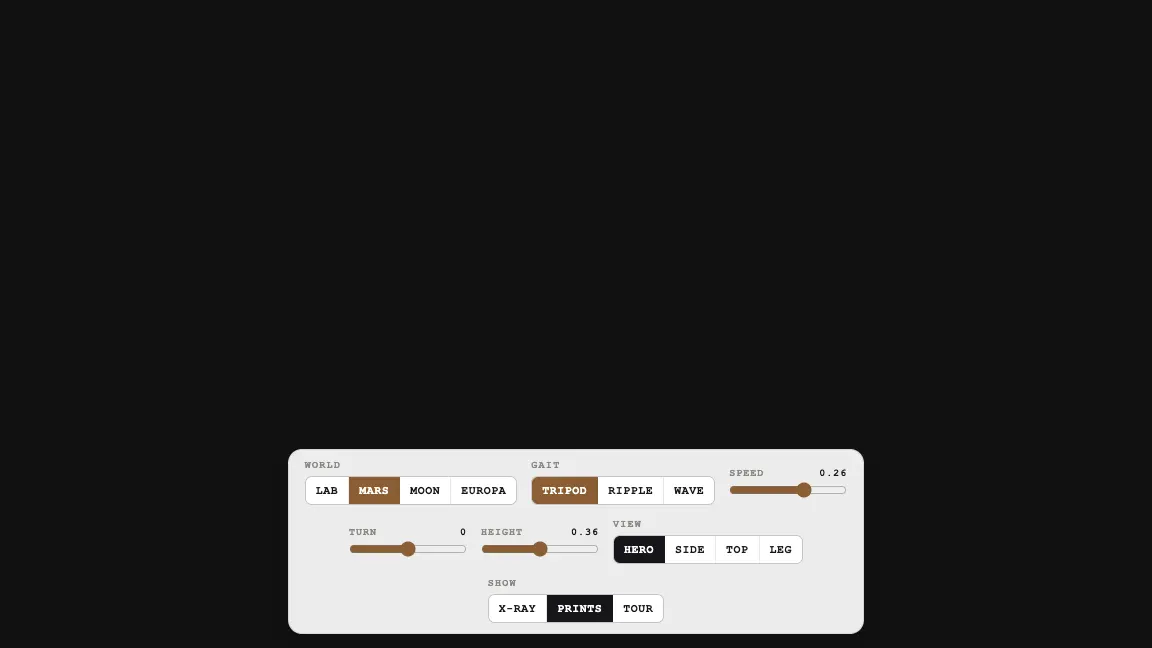 WORLD
LAB MARS MOON EUROPA
GAIT
TRIPOD RIPPLE WAVE
SPEED 0.26
TURN 0
HEIGHT 0.36
VIEW
HERO SIDE TOP LEG
SHOW
X-RAY PRINTS TOUR